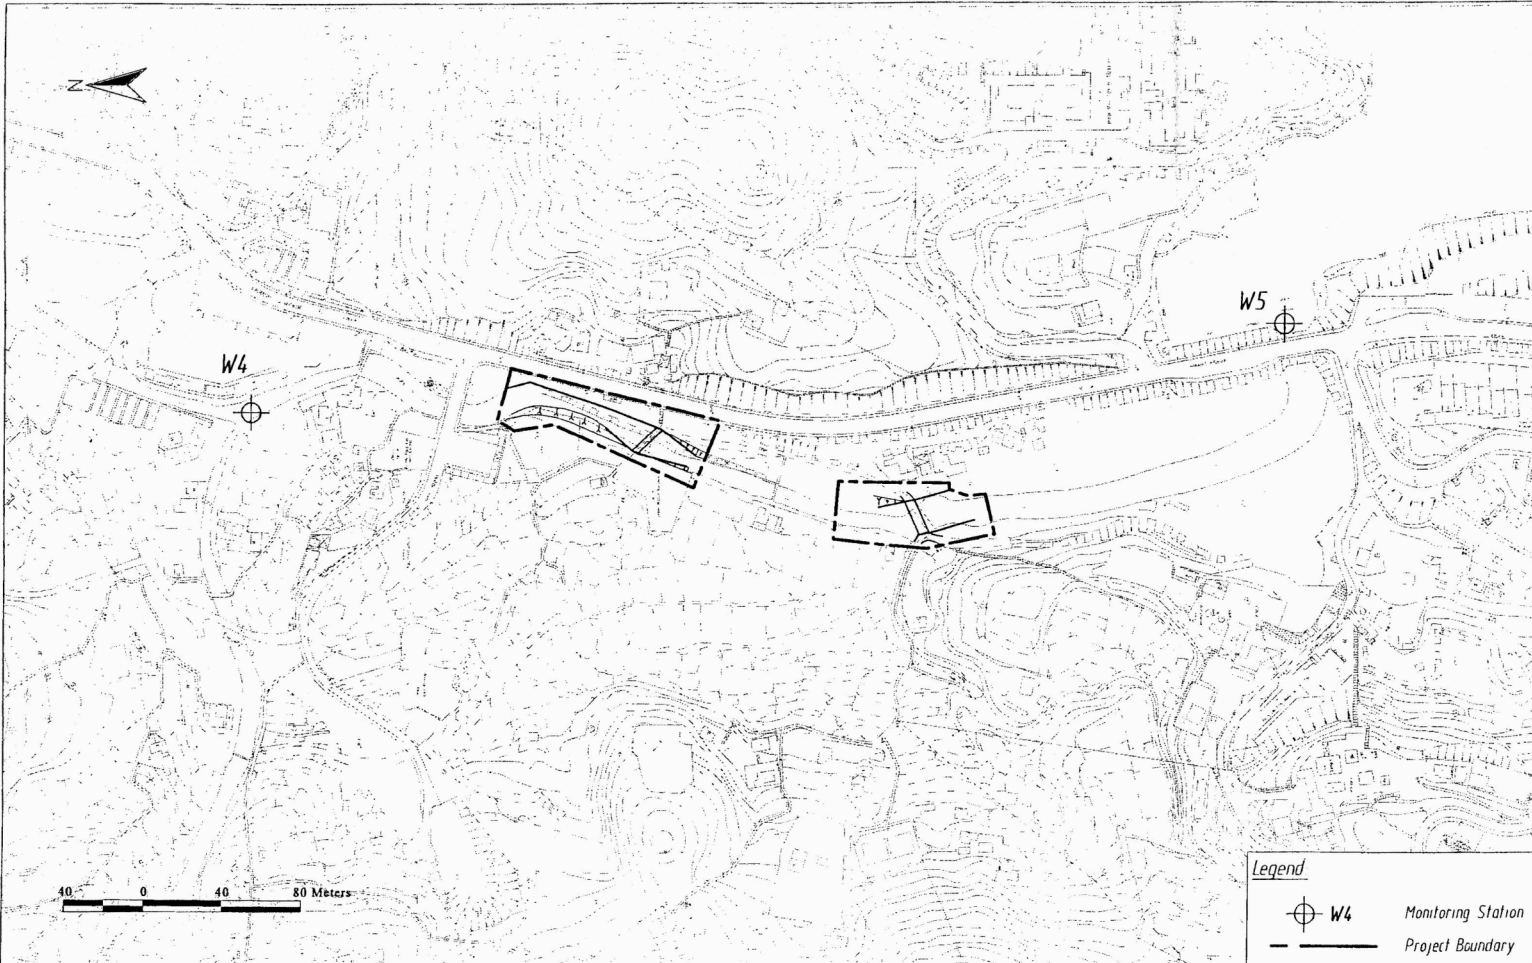 N
W5
W4
40 0 40 80 Meters
Legend
W4 Monitoring Station
Project Boundary